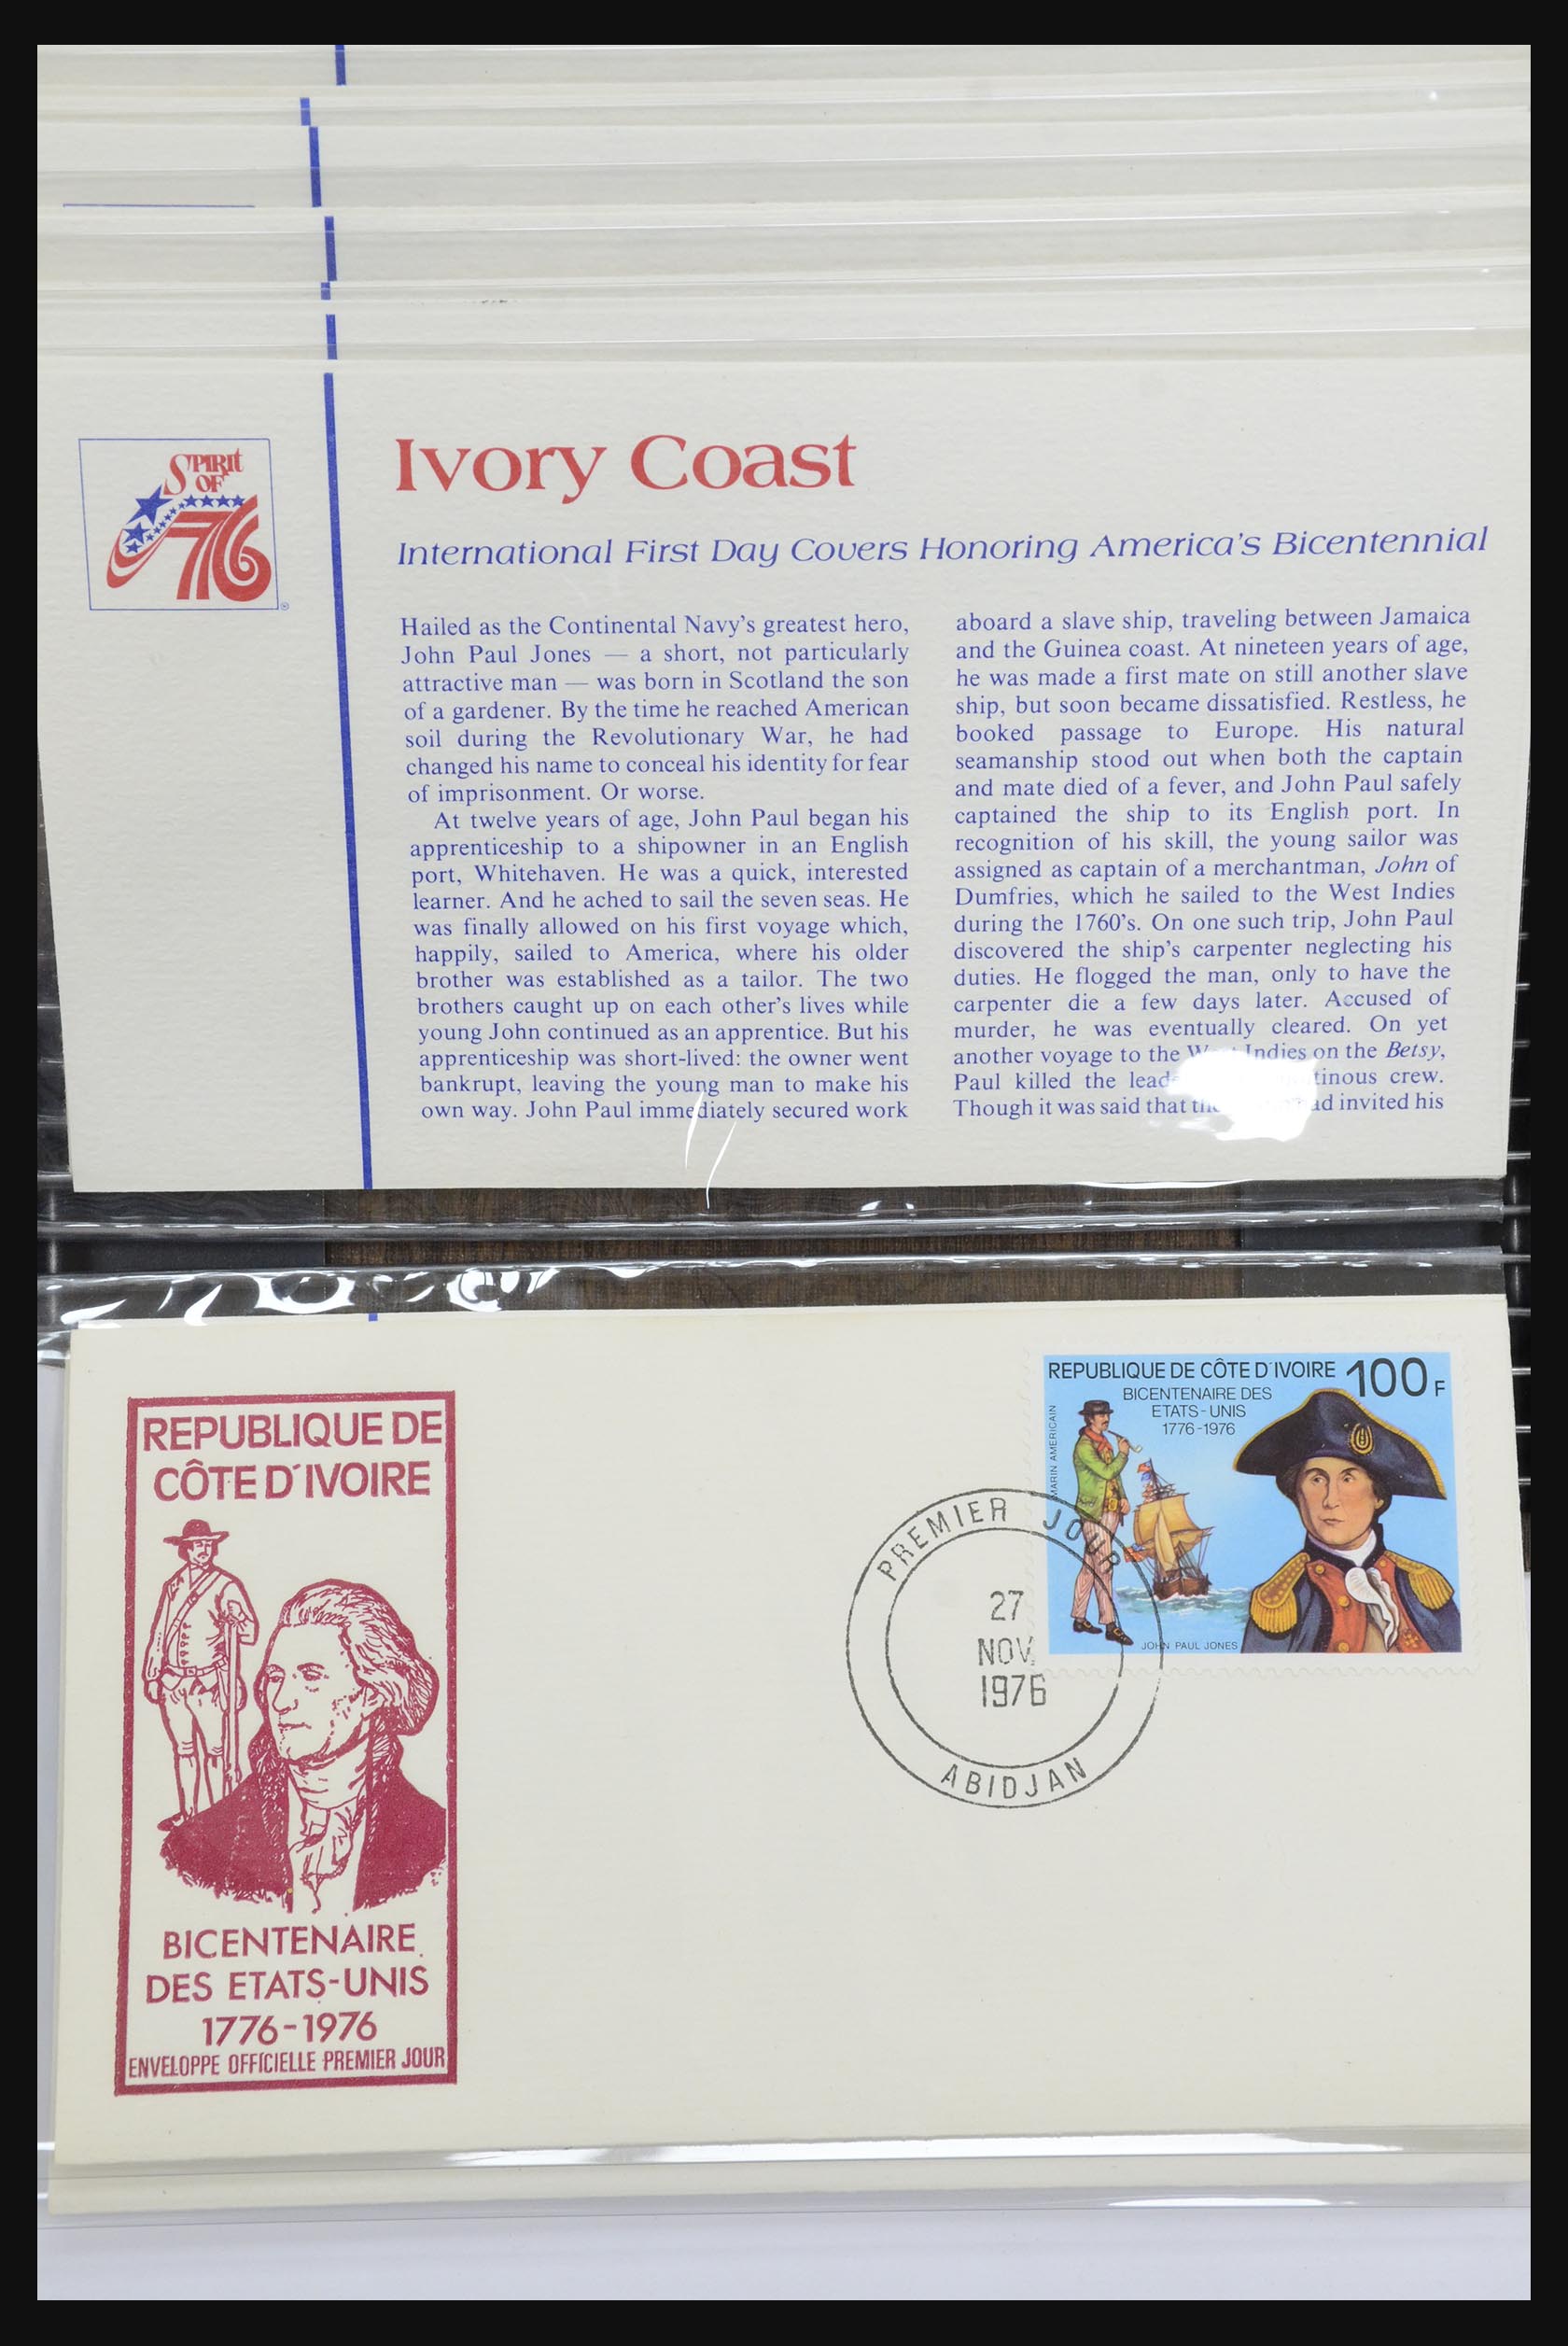 SPIRIt
OF
76
®
Ivory Coast
International First Day Covers Honoring America's Bicentennial
Hailed as the Continental Navy's greatest hero,
John Paul Jones — a short, not particularly
attractive man — was born in Scotland the son
of a gardener. By the time he reached American
soil during the Revolutionary War, he had
changed his name to conceal his identity for fear
of imprisonment. Or worse.
At twelve years of age, John Paul began his
apprenticeship to a shipowner in an English
port, Whitehaven. He was a quick, interested
learner. And he ached to sail the seven seas. He
was finally allowed on his first voyage which,
happily, sailed to America, where his older
brother was established as a tailor. The two
brothers caught up on each other's lives while
young John continued as an apprentice. But his
apprenticeship was short-lived: the owner went
bankrupt, leaving the young man to make his
own way. John Paul immediately secured work
aboard a slave ship, traveling between Jamaica
and the Guinea coast. At nineteen years of age,
he was made a first mate on still another slave
ship, but soon became dissatisfied. Restless, he
booked passage to Europe. His natural
seamanship stood out when both the captain
and mate died of a fever, and John Paul safely
captained the ship to its English port. In
recognition of his skill, the young sailor was
assigned as captain of a merchantman, John of
Dumfries, which he sailed to the West Indies
during the 1760's. On one such trip, John Paul
discovered the ship's carpenter neglecting his
duties. He flogged the man, only to have the
carpenter die a few days later. Accused of
murder, he was eventually cleared. On yet
another voyage to the Indies on the Betsy,
Paul killed the crew.
Though it was said that invited his
REPUBLIQUE DE
CÔTE D'IVOIRE
BICENTENAIRE
DES ETATS-UNIS
1776-1976
ENVELOPPE OFFICIELLE PREMIER JOUR
REPUBLIQUE DE CÔTE D'IVOIRE 100F
BICENTENAIRE DES
ETATS-UNIS
1776-1976
MARIN AMERICAIN
JOHN PAUL JONES
PREMIER JOUR
27
NOV.
1976
ABIDJAN